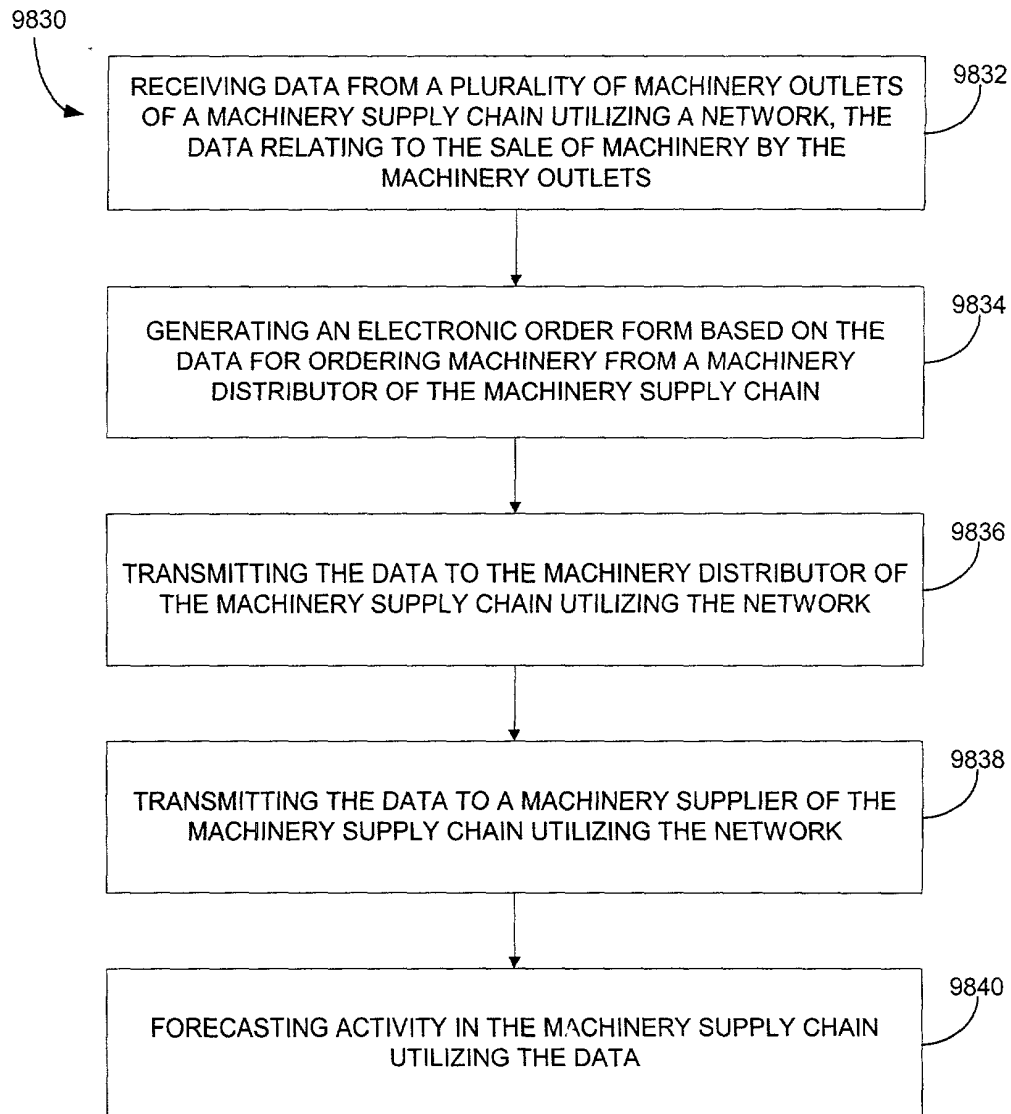 9830
RECEIVING DATA FROM A PLURALITY OF MACHINERY OUTLETS
OF A MACHINERY SUPPLY CHAIN UTILIZING A NETWORK, THE
DATA RELATING TO THE SALE OF MACHINERY BY THE
MACHINERY OUTLETS
9832
GENERATING AN ELECTRONIC ORDER FORM BASED ON THE
DATA FOR ORDERING MACHINERY FROM A MACHINERY
DISTRIBUTOR OF THE MACHINERY SUPPLY CHAIN
9834
TRANSMITTING THE DATA TO THE MACHINERY DISTRIBUTOR OF
THE MACHINERY SUPPLY CHAIN UTILIZING THE NETWORK
9836
TRANSMITTING THE DATA TO A MACHINERY SUPPLIER OF THE
MACHINERY SUPPLY CHAIN UTILIZING THE NETWORK
9838
FORECASTING ACTIVITY IN THE MACHINERY SUPPLY CHAIN
UTILIZING THE DATA
9840